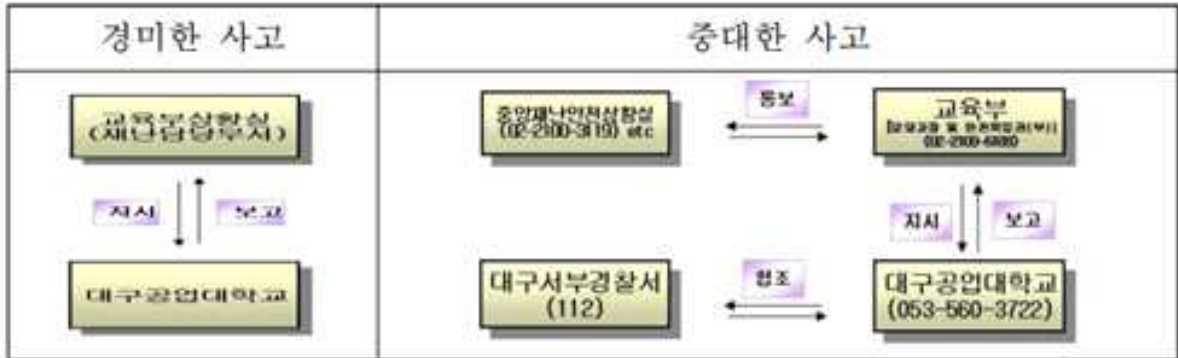 경미한 사고
중대한 사고
교육부상황실
(재난담당부서)
지시
보고
대구공업대학교
중앙재난안전상황실
(02-2100-3119) etc
통보
교육부
지시
보고
대구서부경찰서
(112)
협조
대구공업대학교
(053-560-3722)